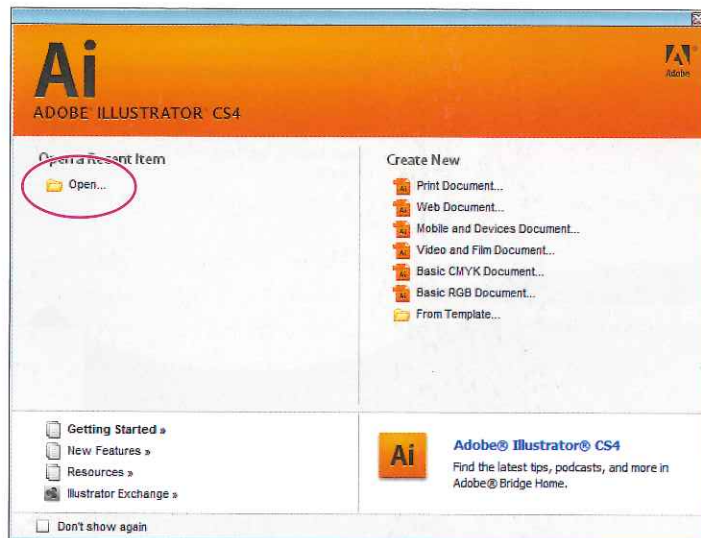 Ai
ADOBE® ILLUSTRATOR® CS4
Adobe
Open a Recent Item
Open...
Create New
Print Document...
Web Document...
Mobile and Devices Document...
Video and Film Document...
Basic CMYK Document...
Basic RGB Document...
From Template...
Getting Started »
New Features »
Resources »
Illustrator Exchange »
Ai
Adobe® Illustrator® CS4
Find the latest tips, podcasts, and more in
Adobe® Bridge Home.
Don't show again